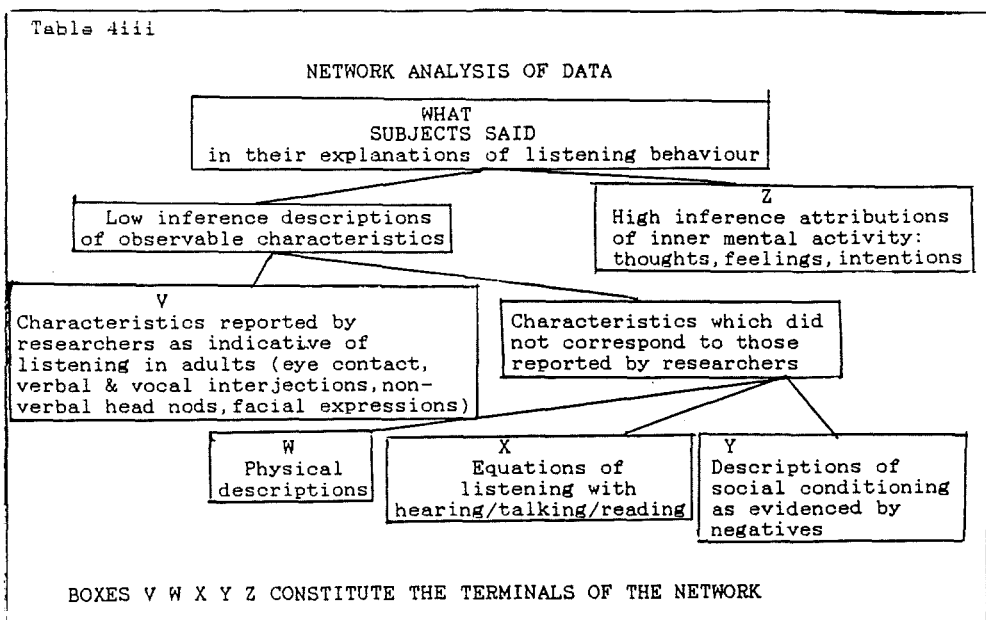 Table 4iii
NETWORK ANALYSIS OF DATA
WHAT
SUBJECTS SAID
in their explanations of listening behaviour
Low inference descriptions
of observable characteristics
Z
High inference attributions
of inner mental activity:
thoughts,feelings,intentions
V
Characteristics reported by
researchers as indicative of
listening in adults (eye contact,
verbal & vocal interjections,non-
verbal head nods,facial expressions)
Characteristics which did
not correspond to those
reported by researchers
W
Physical
descriptions
X
Equations of
listening with
hearing/talking/reading
Y
Descriptions of
social conditioning
as evidenced by
negatives
BOXES V W X Y Z CONSTITUTE THE TERMINALS OF THE NETWORK